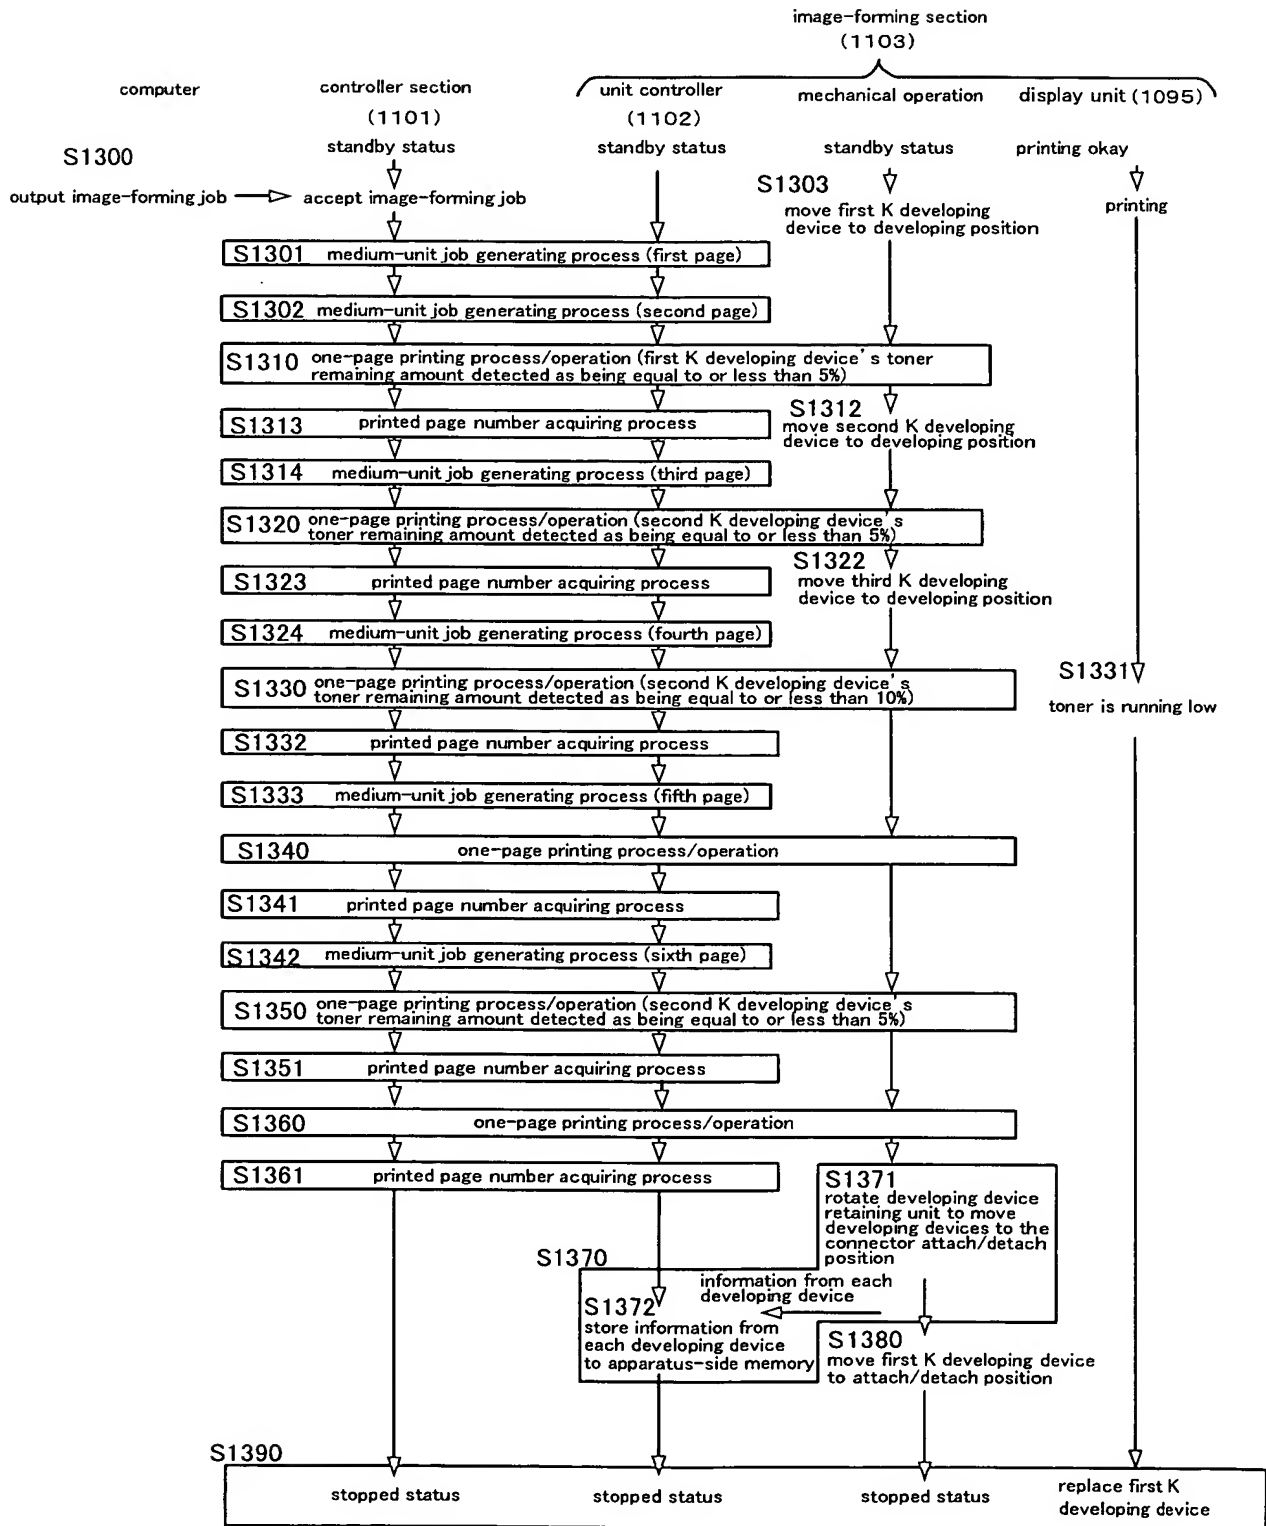 image-forming section
(1103)
computer
controller section
(1101)
unit controller
(1102)
mechanical operation
display unit (1095)
standby status
standby status
standby status
printing okay
S1300
output image-forming job
accept image-forming job
S1303
move first K developing
device to developing position
printing
S1301 medium-unit job generating process (first page)
S1302 medium-unit job generating process (second page)
S1310 one-page printing process/operation (first K developing device's toner
remaining amount detected as being equal to or less than 5%)
S1312
move second K developing
device to developing position
S1313 printed page number acquiring process
S1314 medium-unit job generating process (third page)
S1320 one-page printing process/operation (second K developing device's
toner remaining amount detected as being equal to or less than 5%)
S1322
move third K developing
device to developing position
S1323 printed page number acquiring process
S1324 medium-unit job generating process (fourth page)
S1330 one-page printing process/operation (second K developing device's
toner remaining amount detected as being equal to or less than 10%)
S1331
toner is running low
S1332 printed page number acquiring process
S1333 medium-unit job generating process (fifth page)
S1340 one-page printing process/operation
S1341 printed page number acquiring process
S1342 medium-unit job generating process (sixth page)
S1350 one-page printing process/operation (second K developing device's
toner remaining amount detected as being equal to or less than 5%)
S1351 printed page number acquiring process
S1360 one-page printing process/operation
S1361 printed page number acquiring process
S1371
rotate developing device
retaining unit to move
developing devices to the
connector attach/detach
position
S1370
information from each
developing device
S1372
store information from
each developing device
to apparatus-side memory
S1380
move first K developing device
to attach/detach position
S1390
stopped status
stopped status
stopped status
replace first K
developing device